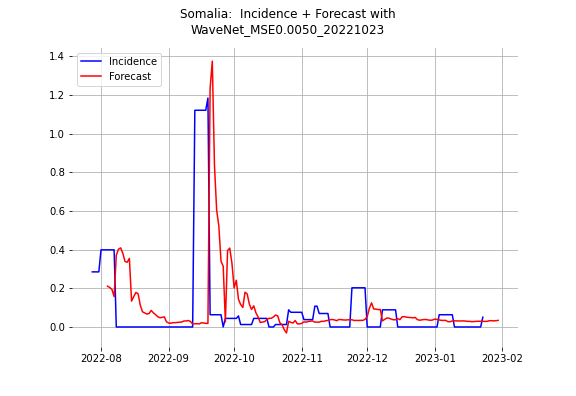 Somalia:  Incidence + Forecast with
WaveNet_MSE0.0050_20221023
Incidence
Forecast
1.4
1.2
1.0
0.8
0.6
0.4
0.2
0.0
2022-08 2022-09 2022-10 2022-11 2022-12 2023-01 2023-02